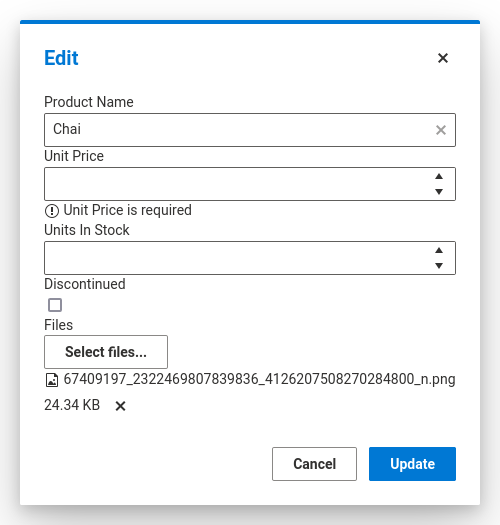 Edit
Product Name
Chai
Unit Price
Unit Price is required
Units In Stock
Discontinued
Files
Select files...
67409197_2322469807839836_4126207508270284800_n.png
24.34 KB
Cancel
Update